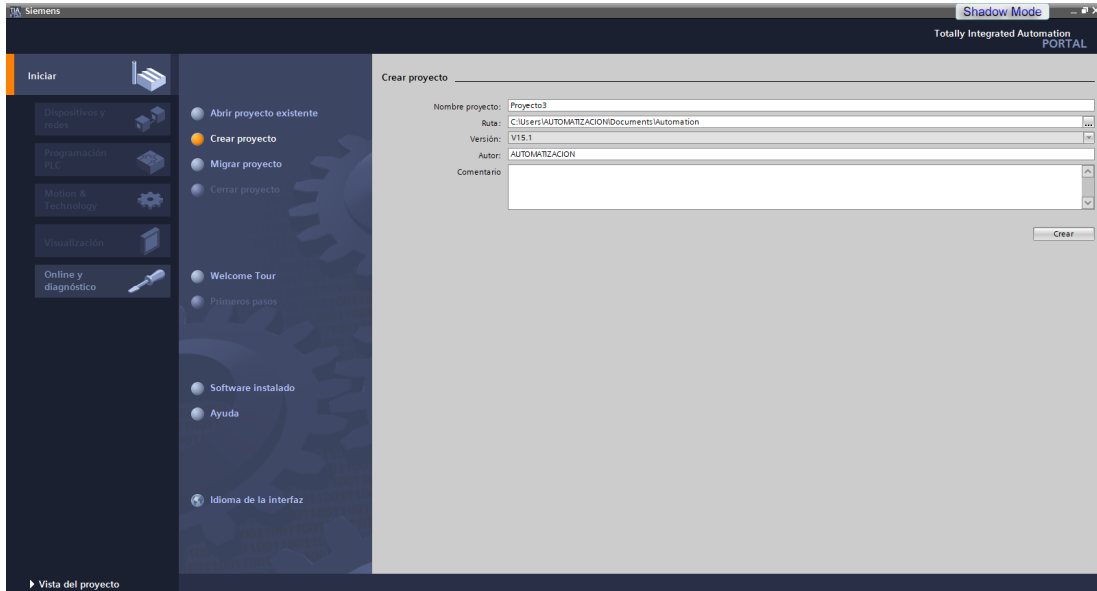 Siemens
Shadow Mode
Totally Integrated Automation
PORTAL
Iniciar
Dispositivos y
redes
Programación
PLC
Motion &
Technology
Visualización
Online y
diagnóstico
Abrir proyecto existente
Crear proyecto
Migrar proyecto
Cerrar proyecto
Welcome Tour
Primeros pasos
Software instalado
Ayuda
Idioma de la interfaz
Crear proyecto
Nombre proyecto: Proyecto3
Ruta: C:\Users\AUTOMATIZACION\Documents\Automation
...
Versión: V15.1
Autor: AUTOMATIZACION
Comentario
Crear
Vista del proyecto